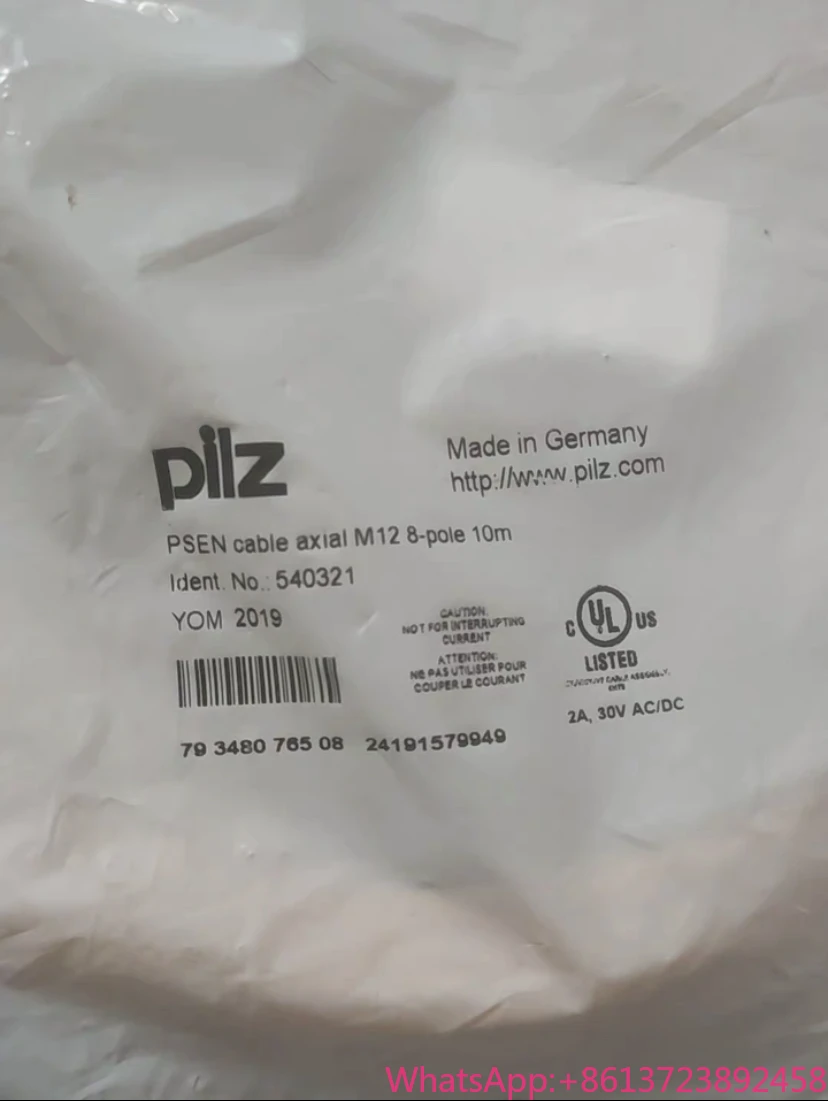 pilz
Made in Germany
http://www.pilz.com
PSEN cable axial M12 8-pole 10m
Ident. No.: 540321
YOM 2019
CAUTION:
NOT FOR INTERRUPTING
CURRENT
ATTENTION:
NE PAS UTILISER POUR
COUPER LE COURANT
C UL US
LISTED
2A, 30V AC/DC
79 3480 765 08 24191579949
WhatsApp:+8613723892458